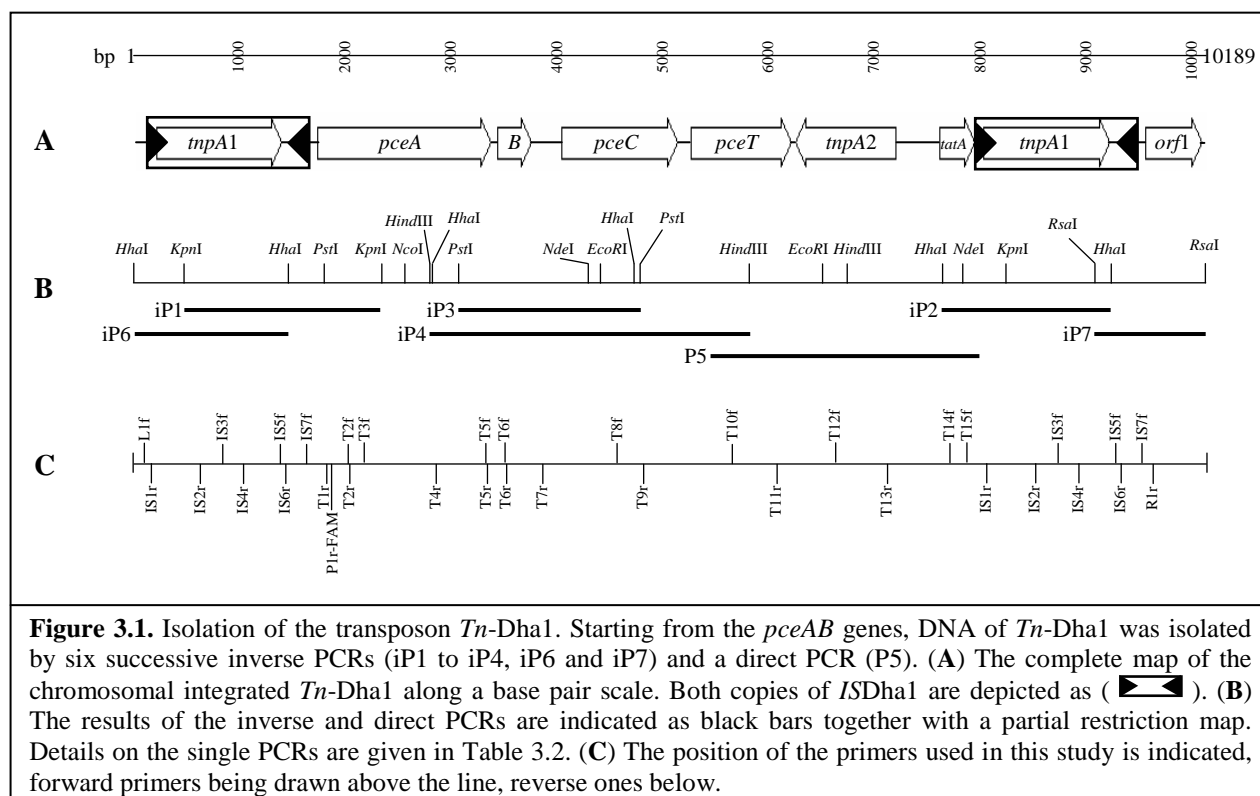 bp 1 1000 2000 3000 4000 5000 6000 7000 8000 9000 10000 10189
A tnpA1 pceA B pceC pceT tnpA2 tatA tnpA1 orf1
HindIII HhaI HhaI PstI RsaI
HhaI KpnI HhaI PstI KpnI NcoI PstI NdeI EcoRI HindIII EcoRI HindIII HhaI NdeI KpnI HhaI RsaI
B
iP1 iP3 iP2
iP6 iP4 iP7
P5
L1f IS3f IS5f IS7f T2f T3f T5f T6f T8f T10f T12f T14f T15f IS3f IS5f IS7f
C
IS1r IS2r IS4r IS6r T1r P1r-FAM T2r T4r T5r T6r T7r T9r T11r T13r IS1r IS2r IS4r IS6r R1r
Figure 3.1. Isolation of the transposon Tn-Dha1. Starting from the pceAB genes, DNA of Tn-Dha1 was isolated
by six successive inverse PCRs (iP1 to iP4, iP6 and iP7) and a direct PCR (P5). (A) The complete map of the
chromosomal integrated Tn-Dha1 along a base pair scale. Both copies of ISDha1 are depicted as ( ). (B)
The results of the inverse and direct PCRs are indicated as black bars together with a partial restriction map.
Details on the single PCRs are given in Table 3.2. (C) The position of the primers used in this study is indicated,
forward primers being drawn above the line, reverse ones below.